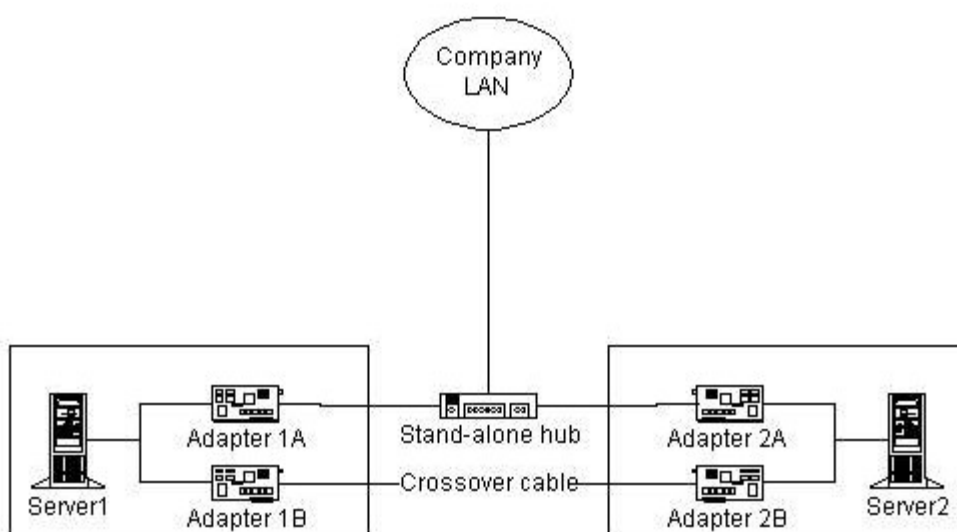 Company
LAN
Adapter 1A
Stand-alone hub
Adapter 2A
Server1
Adapter 1B
Crossover cable
Adapter 2B
Server2